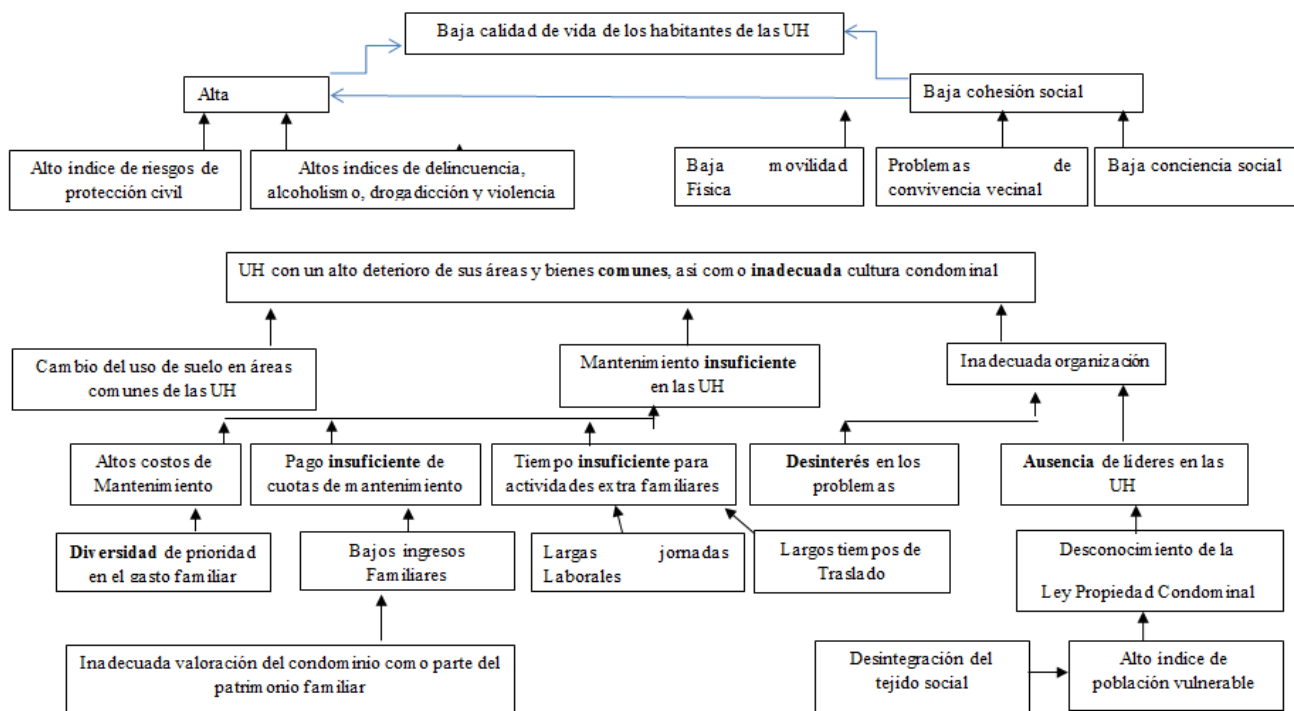 Baja calidad de vida de los habitantes de las UH
Alta
Baja cohesión social
Alto índice de riesgos de
protección civil
Altos índices de delincuencia,
alcoholismo, drogadicción y violencia
Baja movilidad
Fisica
Problemas de
convivencia vecinal
Baja conciencia social
UH con un alto deterioro de sus áreas y bienes comunes, así como inadecuada cultura condominal
Cambio del uso de suelo en áreas
comunes de las UH
Mantenimiento insuficiente
en las UH
Inadecuada organización
Altos costos de
Mantenimiento
Pago insuficiente de
cuotas de mantenimiento
Tiempo insuficiente para
actividades extra familiares
Desinterés en los
problemas
Ausencia de líderes en las
UH
Diversidad de prioridad
en el gasto familiar
Bajos ingresos
Familiares
Largas jornadas
Laborales
Largos tiempos de
Traslado
Desconocimiento de la
Ley Propiedad Condominal
Inadecuada valoración del condominio como parte del
patrimonio familiar
Desintegración del
tejido social
Alto índice de
población vulnerable